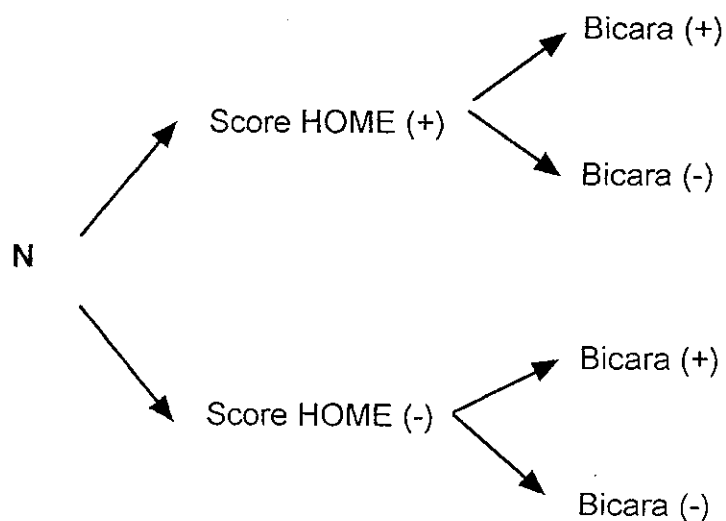 Bicara (+)
Score HOME (+)
Bicara (-)
N
Bicara (+)
Score HOME (-)
Bicara (-)